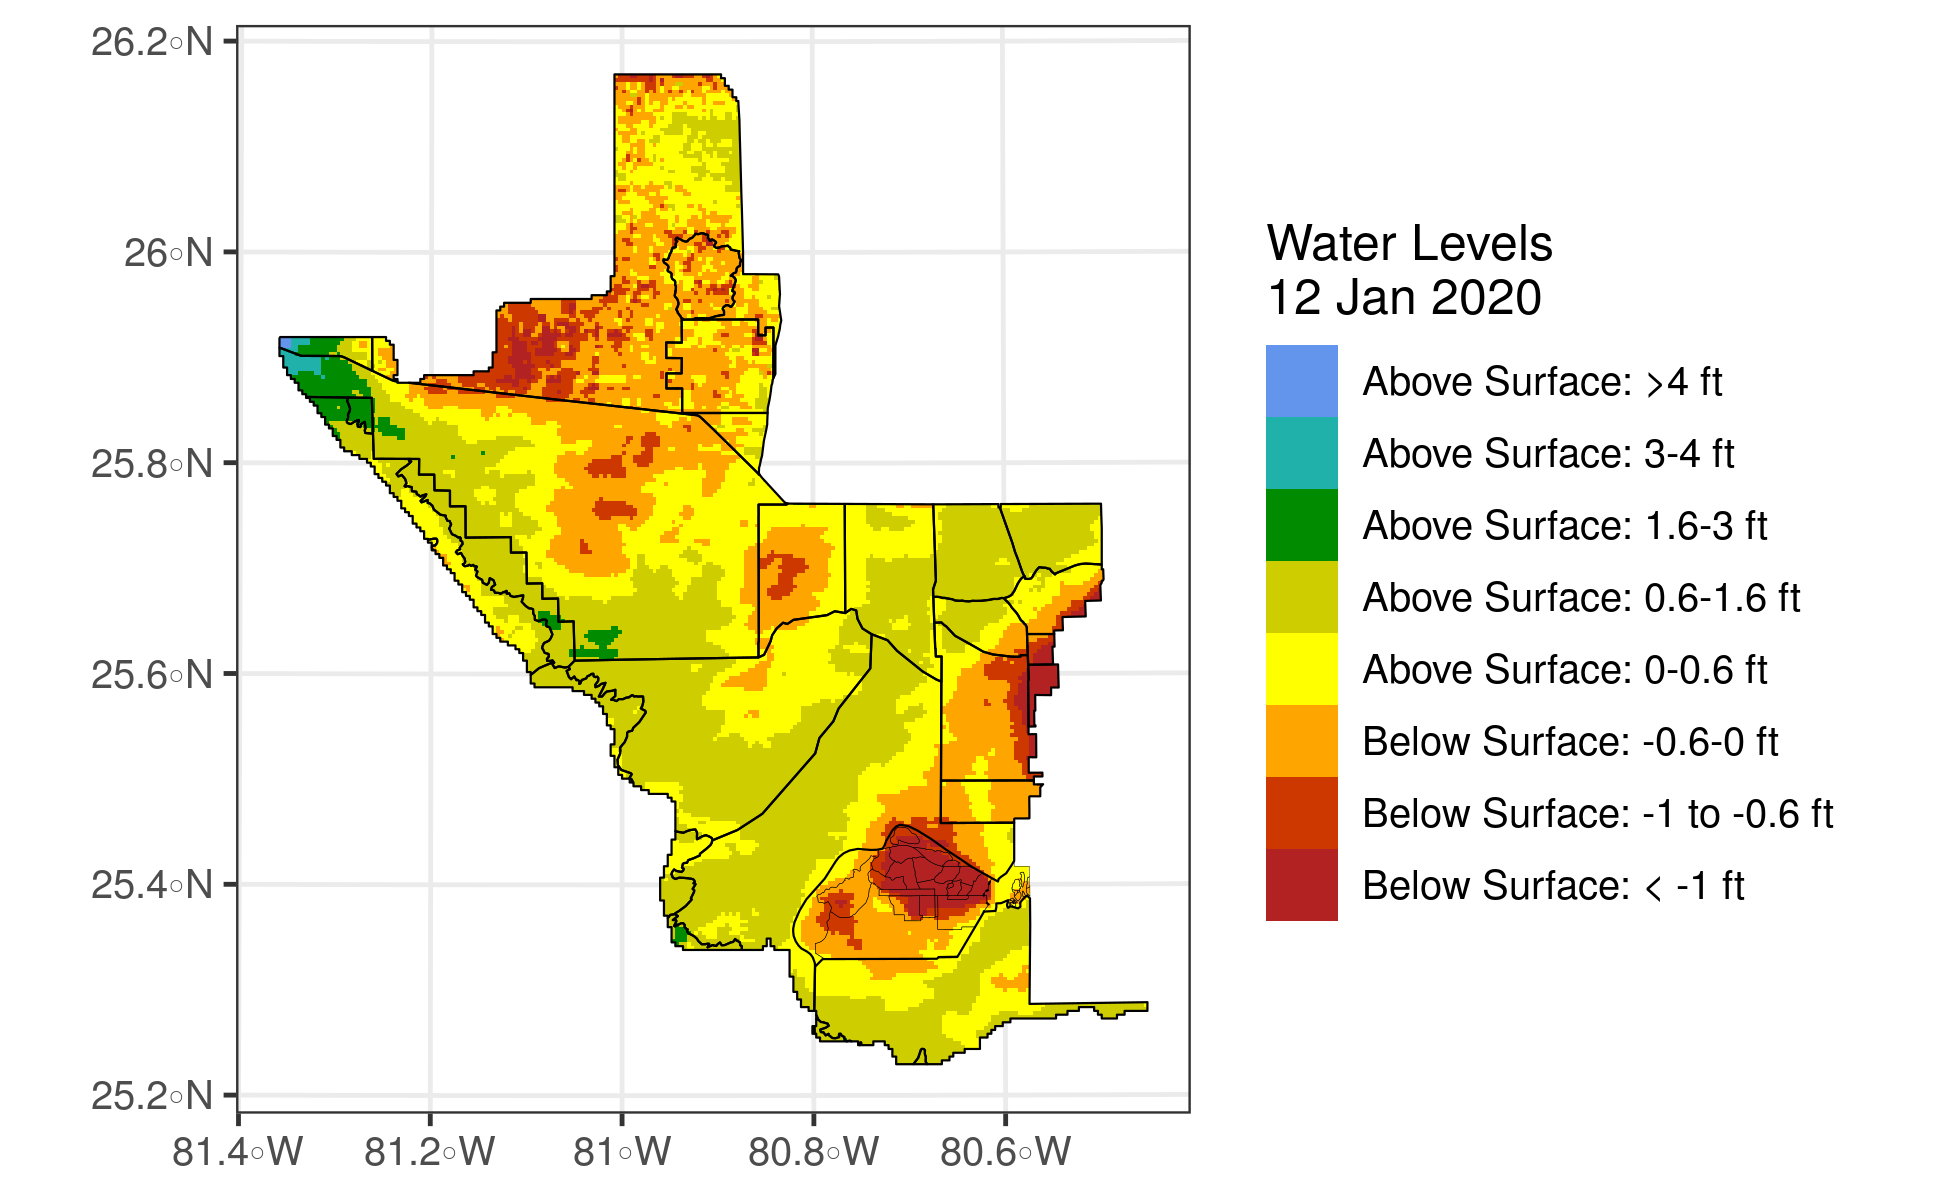 26.2◦N
26◦N
25.8◦N
25.6◦N
25.4◦N
25.2◦N
81.4◦W 81.2◦W 81◦W 80.8◦W 80.6◦W
Water Levels
12 Jan 2020
Above Surface: >4 ft
Above Surface: 3-4 ft
Above Surface: 1.6-3 ft
Above Surface: 0.6-1.6 ft
Above Surface: 0-0.6 ft
Below Surface: -0.6-0 ft
Below Surface: -1 to -0.6 ft
Below Surface: < -1 ft